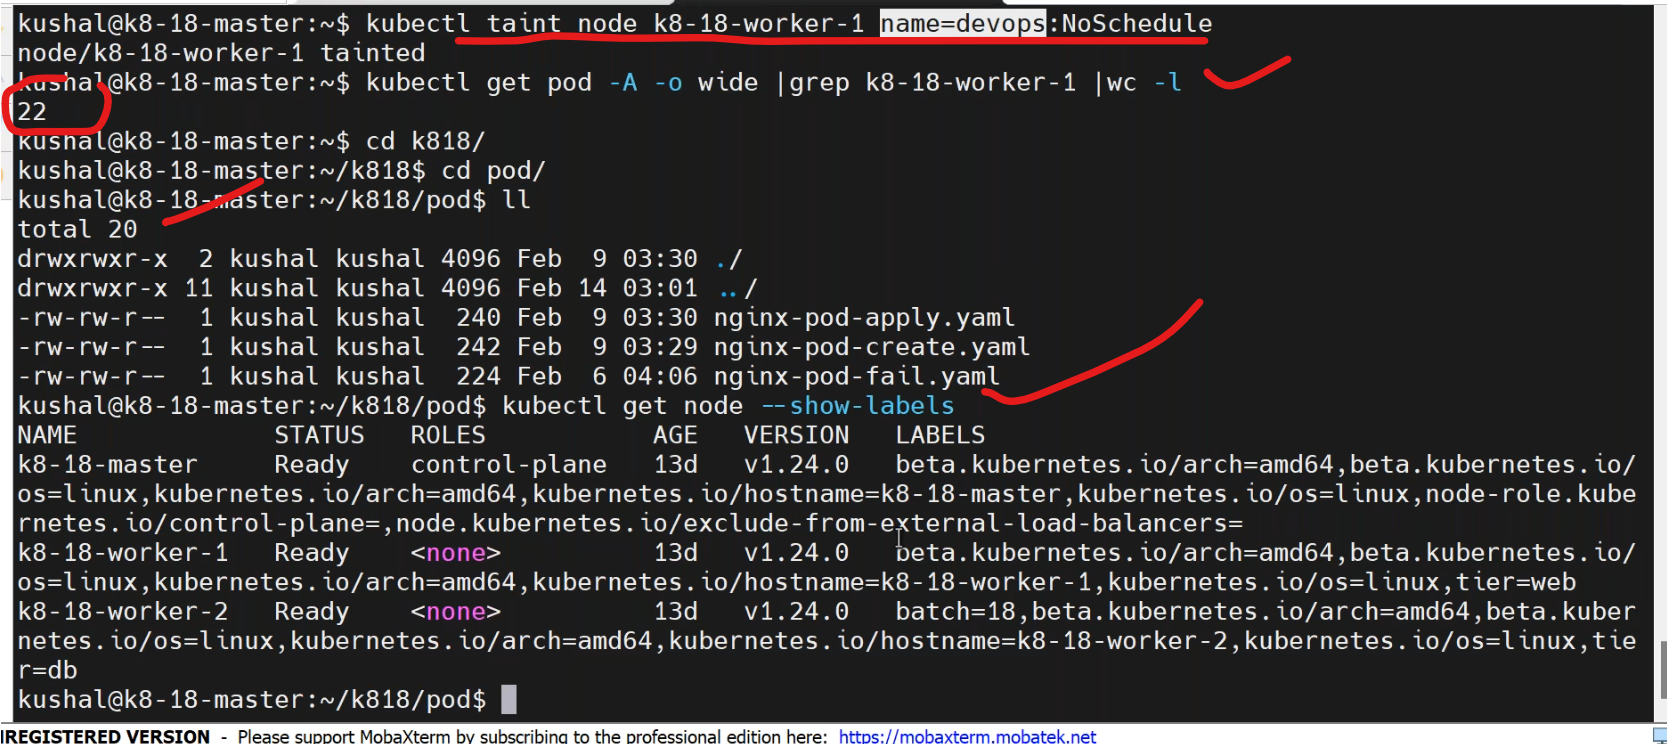 kushal@k8-18-master:~$ kubectl taint node k8-18-worker-1 name=devops:NoSchedule
node/k8-18-worker-1 tainted
kushal@k8-18-master:~$ kubectl get pod -A -o wide |grep k8-18-worker-1 |wc -l
22
kushal@k8-18-master:~$ cd k818/
kushal@k8-18-master:~/k818$ cd pod/
kushal@k8-18-master:~/k818/pod$ ll
total 20
drwxrwxr-x  2 kushal kushal 4096 Feb  9 03:30 ./
drwxrwxr-x 11 kushal kushal 4096 Feb 14 03:01 ../
-rw-rw-r--  1 kushal kushal  240 Feb  9 03:30 nginx-pod-apply.yaml
-rw-rw-r--  1 kushal kushal  242 Feb  9 03:29 nginx-pod-create.yaml
-rw-rw-r--  1 kushal kushal  224 Feb  6 04:06 nginx-pod-fail.yaml
kushal@k8-18-master:~/k818/pod$ kubectl get node --show-labels
NAME             STATUS   ROLES           AGE   VERSION   LABELS
k8-18-master     Ready    control-plane   13d   v1.24.0   beta.kubernetes.io/arch=amd64,beta.kubernetes.io/
os=linux,kubernetes.io/arch=amd64,kubernetes.io/hostname=k8-18-master,kubernetes.io/os=linux,node-role.kube
rnetes.io/control-plane=,node.kubernetes.io/exclude-from-external-load-balancers=
k8-18-worker-1   Ready    <none>          13d   v1.24.0   beta.kubernetes.io/arch=amd64,beta.kubernetes.io/
os=linux,kubernetes.io/arch=amd64,kubernetes.io/hostname=k8-18-worker-1,kubernetes.io/os=linux,tier=web
k8-18-worker-2   Ready    <none>          13d   v1.24.0   batch=18,beta.kubernetes.io/arch=amd64,beta.kuber
netes.io/os=linux,kubernetes.io/arch=amd64,kubernetes.io/hostname=k8-18-worker-2,kubernetes.io/os=linux,tie
r=db
kushal@k8-18-master:~/k818/pod$
NREGISTERED VERSION - Please support MobaXterm by subscribing to the professional edition here: https://mobaxterm.mobatek.net